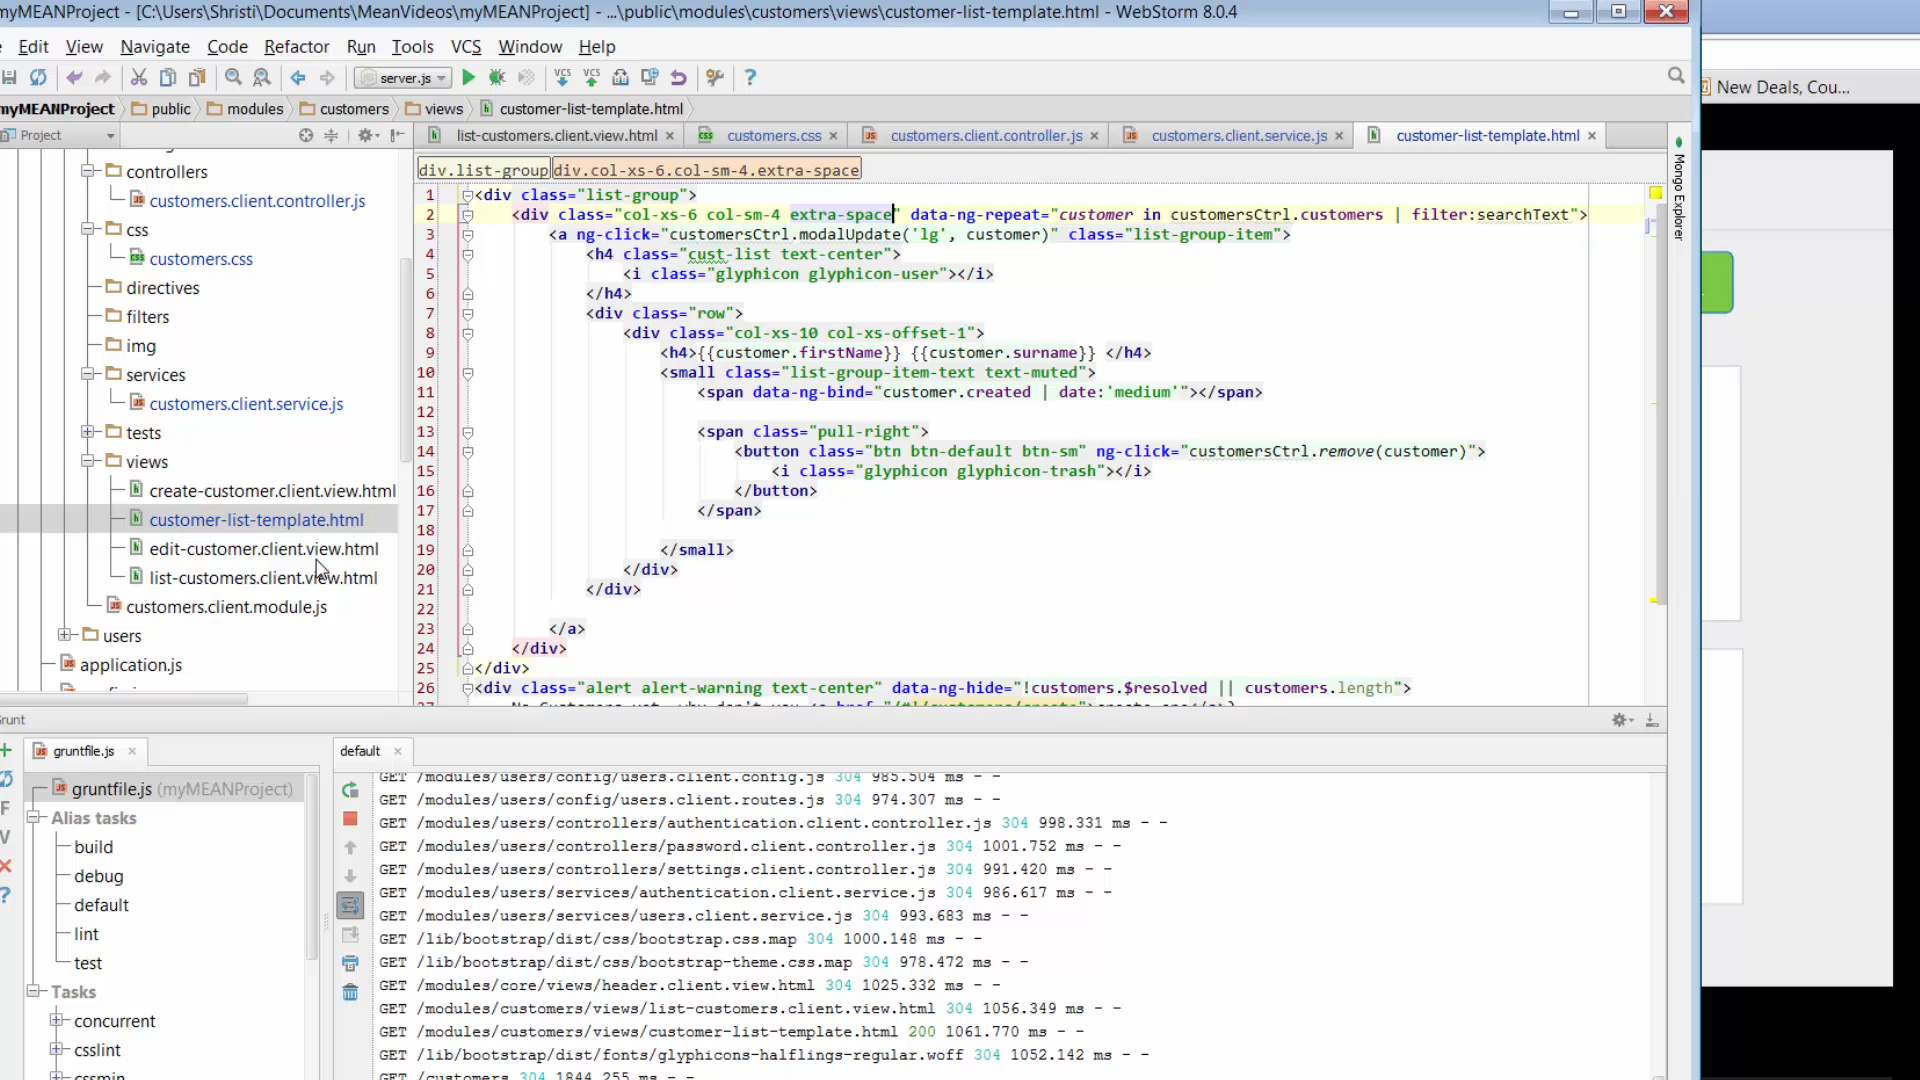 myMEANProject - [C:\Users\Shristi\Documents\MeanVideos\myMEANProject] - ...\public\modules\customers\views\customer-list-template.html - WebStorm 8.0.4
Edit View Navigate Code Refactor Run Tools VCS Window Help
server.js
VCS VCS
New Deals, Cou...
myMEANProject public modules customers views customer-list-template.html
Project
list-customers.client.view.html customers.css customers.client.controller.js customers.client.service.js customer-list-template.html
Mongo Explorer
div.list-group div.col-xs-6.col-sm-4.extra-space
controllers
customers.client.controller.js
css
customers.css
directives
filters
img
services
customers.client.service.js
tests
views
create-customer.client.view.html
customer-list-template.html
edit-customer.client.view.html
list-customers.client.view.html
customers.client.module.js
users
application.js
1 <div class="list-group">
2 <div class="col-xs-6 col-sm-4 extra-space" data-ng-repeat="customer in customersCtrl.customers | filter:searchText">
3 <a ng-click="customersCtrl.modalUpdate('lg', customer)" class="list-group-item">
4 <h4 class="cust-list text-center">
5 <i class="glyphicon glyphicon-user"></i>
6 </h4>
7 <div class="row">
8 <div class="col-xs-10 col-xs-offset-1">
9 <h4>{{customer.firstName}} {{customer.surname}} </h4>
10 <small class="list-group-item-text text-muted">
11 <span data-ng-bind="customer.created | date:'medium'"></span>
12
13 <span class="pull-right">
14 <button class="btn btn-default btn-sm" ng-click="customersCtrl.remove(customer)">
15 <i class="glyphicon glyphicon-trash"></i>
16 </button>
17 </span>
18
19 </small>
20 </div>
21 </div>
22
23 </a>
24 </div>
25 </div>
26 <div class="alert alert-warning text-center" data-ng-hide="!customers.$resolved || customers.length">
Grunt
gruntfile.js
default
gruntfile.js (myMEANProject)
Alias tasks
build
debug
default
lint
test
Tasks
concurrent
csslint
cssmin
GET /modules/users/config/users.client.config.js 304 985.504 ms - -
GET /modules/users/config/users.client.routes.js 304 974.307 ms - -
GET /modules/users/controllers/authentication.client.controller.js 304 998.331 ms - -
GET /modules/users/controllers/password.client.controller.js 304 1001.752 ms - -
GET /modules/users/controllers/settings.client.controller.js 304 991.420 ms - -
GET /modules/users/services/authentication.client.service.js 304 986.617 ms - -
GET /modules/users/services/users.client.service.js 304 993.683 ms - -
GET /lib/bootstrap/dist/css/bootstrap.css.map 304 1000.148 ms - -
GET /lib/bootstrap/dist/css/bootstrap-theme.css.map 304 978.472 ms - -
GET /modules/core/views/header.client.view.html 304 1025.332 ms - -
GET /modules/customers/views/list-customers.client.view.html 304 1056.349 ms - -
GET /modules/customers/views/customer-list-template.html 200 1061.770 ms - -
GET /lib/bootstrap/dist/fonts/glyphicons-halflings-regular.woff 304 1052.142 ms - -
GET /customers 304 1844.255 ms - -